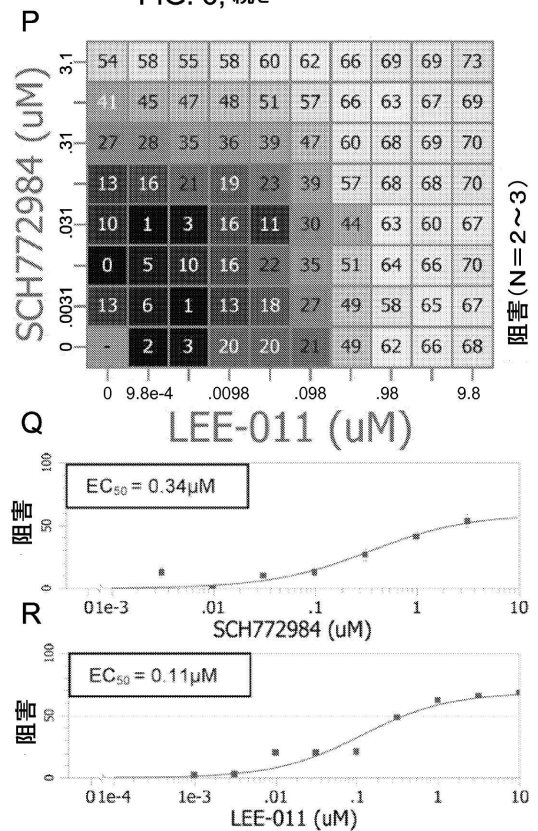 FIG. 6, 続き
P
SCH772984 (uM)
3.1 54 58 55 58 60 62 66 69 69 73
41 45 47 48 51 57 66 63 67 69
.31 27 28 35 36 39 47 60 68 69 70
13 16 21 19 23 39 57 68 68 70
.031 10 1 3 16 11 30 44 63 60 67
0 5 10 16 22 35 51 64 66 70
.0031 13 6 1 13 18 27 49 58 65 67
0 - 2 3 20 20 21 49 62 66 68
0 9.8e-4 .0098 .098 .98 9.8
LEE-011 (uM)
阻害 (N=2~3)
Q
EC50 = 0.34µM
阻害
100
50
0
01e-3 .01 .1 1 10
SCH772984 (uM)
R
EC50 = 0.11µM
阻害
100
50
0
01e-4 1e-3 .01 .1 1 10
LEE-011 (uM)